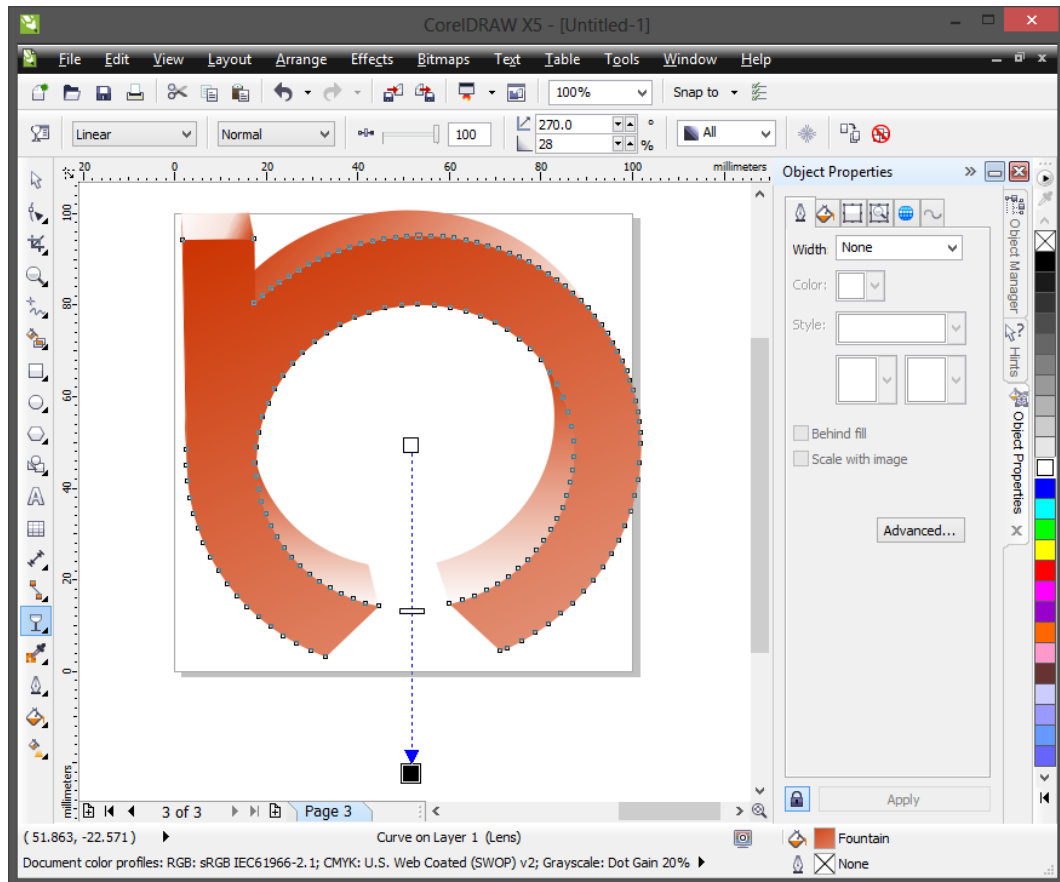 CorelDRAW X5 - [Untitled-1]
File Edit View Layout Arrange Effects Bitmaps Text Table Tools Window Help
100% Snap to
Linear Normal 100 270.0 ° All
28 %
20 0 20 40 60 80 100 millimeters
Object Properties
Width: None
Color:
Style:
Behind fill
Scale with image
Advanced...
Apply
Object Manager
Hints
Object Properties
100
80
60
40
20
0
millimeters
3 of 3 Page 3
( 51.863, -22.571 ) Curve on Layer 1 (Lens) Fountain
Document color profiles: RGB: sRGB IEC61966-2.1; CMYK: U.S. Web Coated (SWOP) v2; Grayscale: Dot Gain 20% None